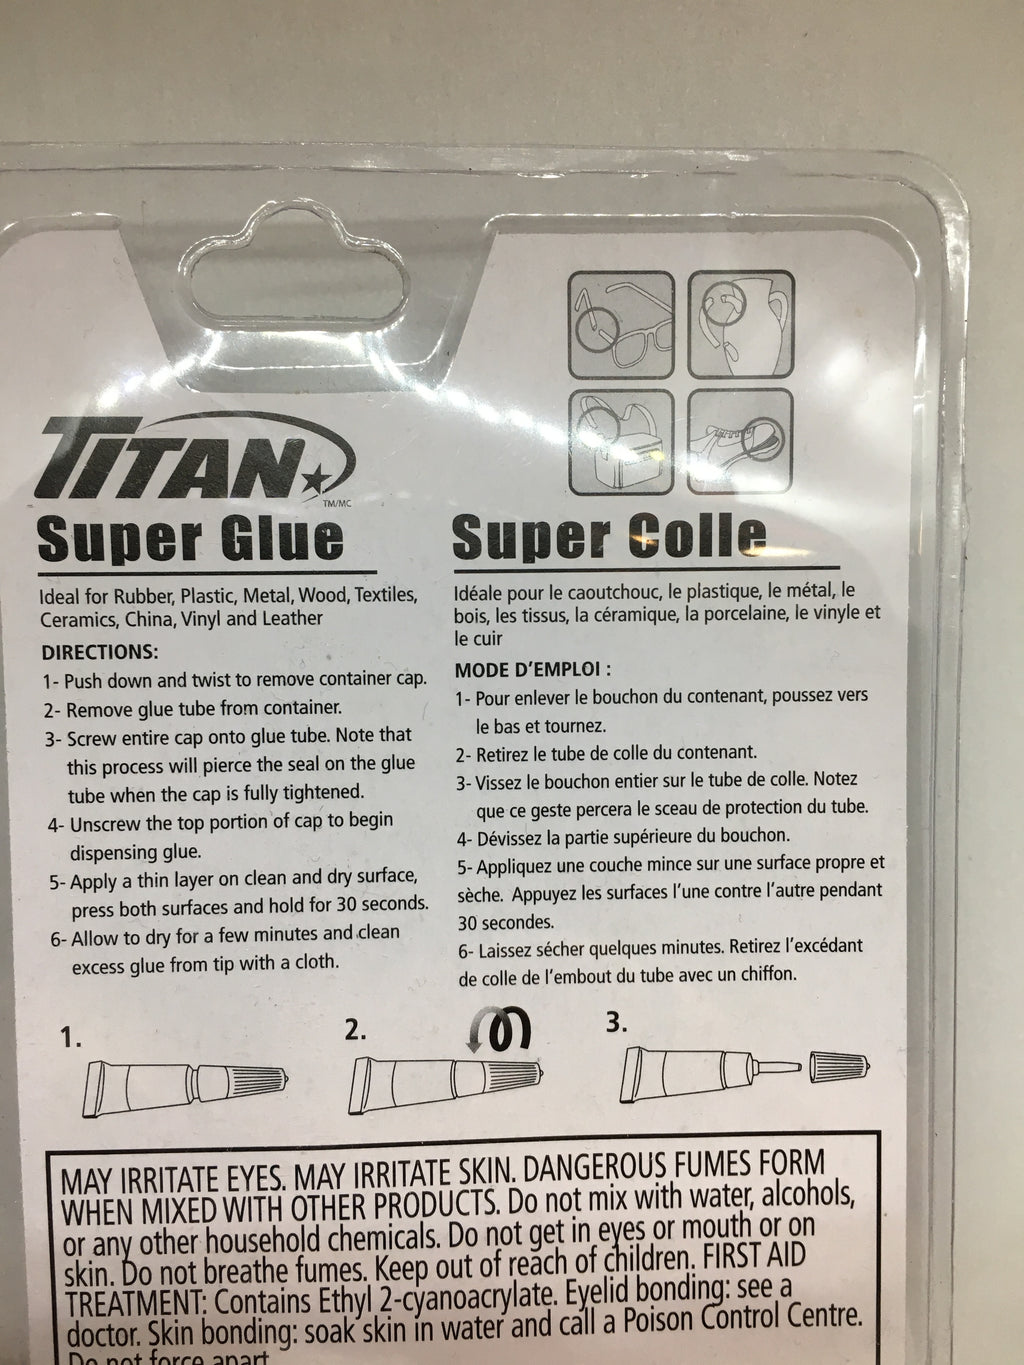 TITAN
TM/MC
Super Glue
Ideal for Rubber, Plastic, Metal, Wood, Textiles,
Ceramics, China, Vinyl and Leather
DIRECTIONS:
1- Push down and twist to remove container cap.
2- Remove glue tube from container.
3- Screw entire cap onto glue tube. Note that
this process will pierce the seal on the glue
tube when the cap is fully tightened.
4- Unscrew the top portion of cap to begin
dispensing glue.
5- Apply a thin layer on clean and dry surface,
press both surfaces and hold for 30 seconds.
6- Allow to dry for a few minutes and clean
excess glue from tip with a cloth.
Super Colle
Idéale pour le caoutchouc, le plastique, le métal, le
bois, les tissus, la céramique, la porcelaine, le vinyle et
le cuir
MODE D'EMPLOI :
1- Pour enlever le bouchon du contenant, poussez vers
le bas et tournez.
2- Retirez le tube de colle du contenant.
3- Vissez le bouchon entier sur le tube de colle. Notez
que ce geste percera le sceau de protection du tube.
4- Dévissez la partie supérieure du bouchon.
5- Appliquez une couche mince sur une surface propre et
sèche. Appuyez les surfaces l'une contre l'autre pendant
30 secondes.
6- Laissez sécher quelques minutes. Retirez l'excédant
de colle de l'embout du tube avec un chiffon.
1.
2.
3.
MAY IRRITATE EYES. MAY IRRITATE SKIN. DANGEROUS FUMES FORM
WHEN MIXED WITH OTHER PRODUCTS. Do not mix with water, alcohols,
or any other household chemicals. Do not get in eyes or mouth or on
skin. Do not breathe fumes. Keep out of reach of children. FIRST AID
TREATMENT: Contains Ethyl 2-cyanoacrylate. Eyelid bonding: see a
doctor. Skin bonding: soak skin in water and call a Poison Control Centre.
Do not force apart